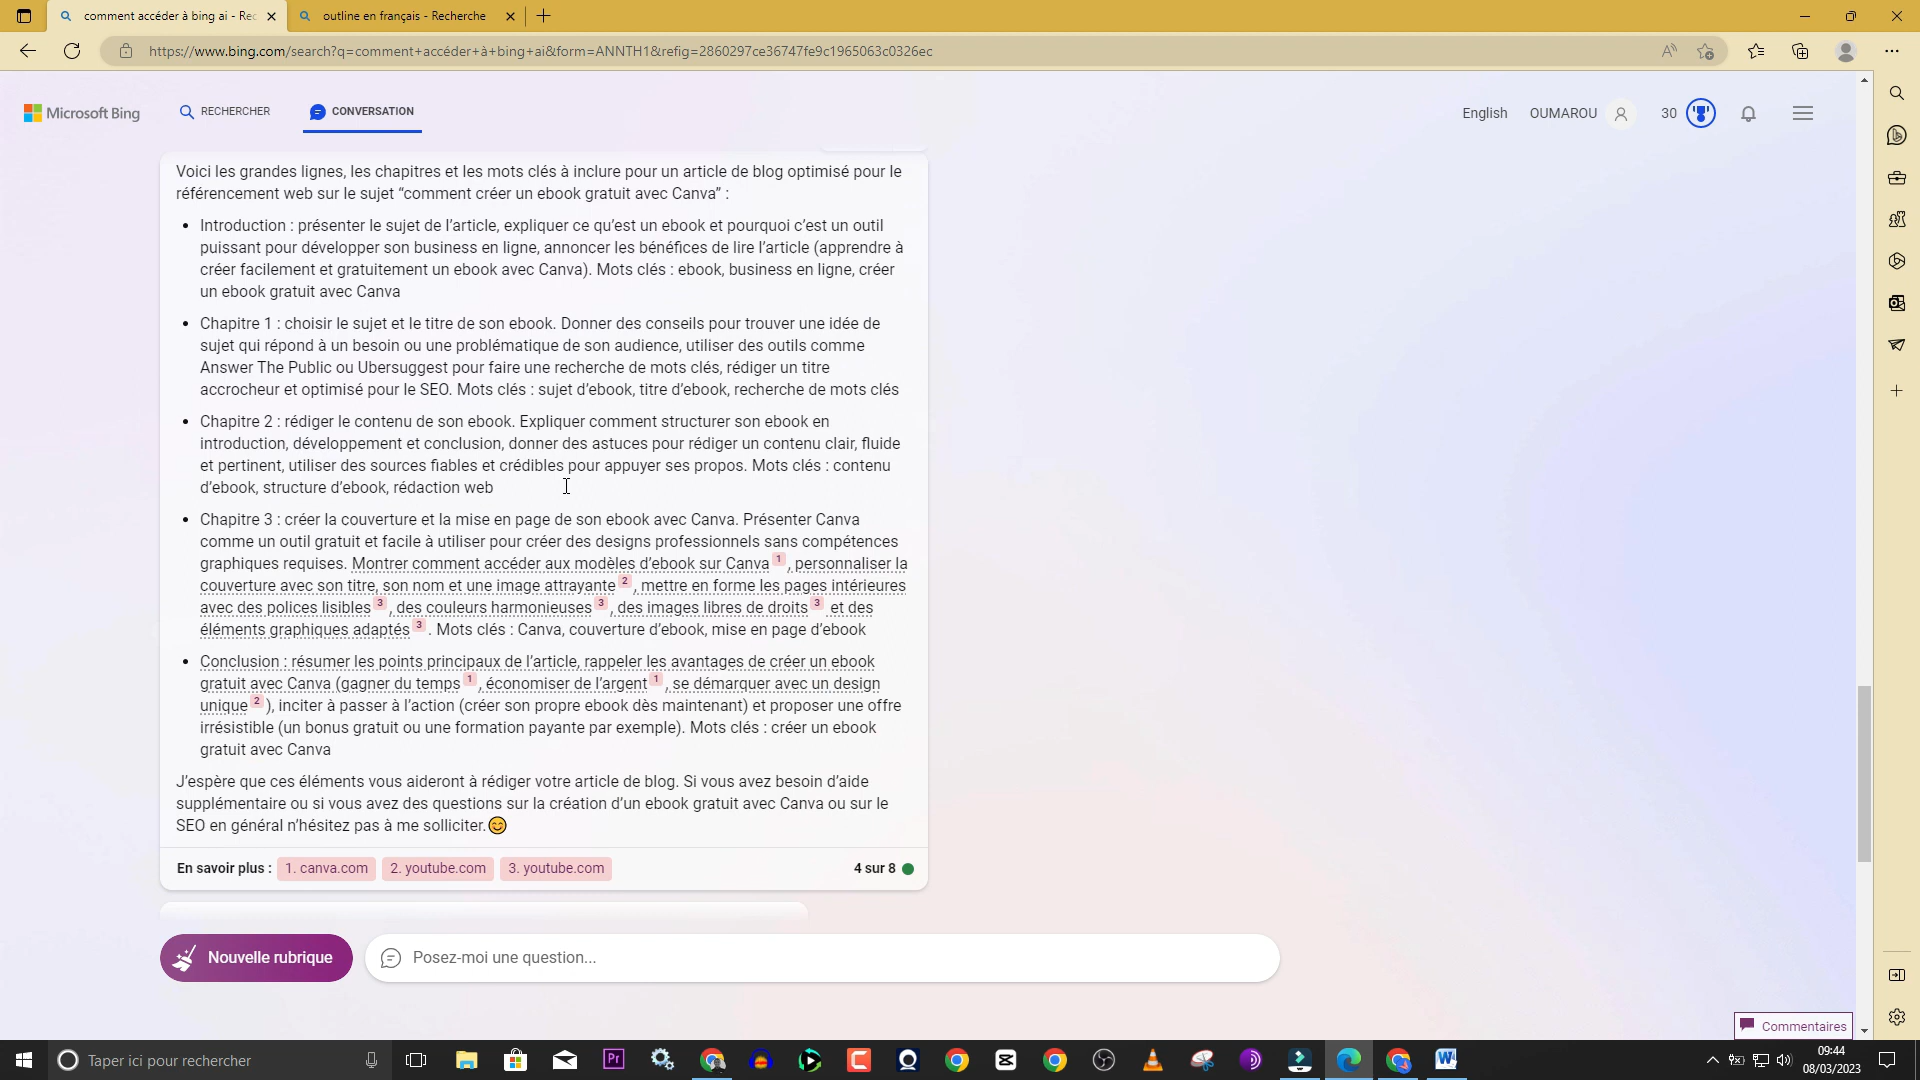 comment accéder à bing ai - Rec
outline en français - Recherche
https://www.bing.com/search?q=comment+accéder+à+bing+ai&form=ANNTH1&refig=2860297ce36747fe9c1965063c0326ec
Microsoft Bing
RECHERCHER
CONVERSATION
English
OUMAROU
30
Voici les grandes lignes, les chapitres et les mots clés à inclure pour un article de blog optimisé pour le
référencement web sur le sujet “comment créer un ebook gratuit avec Canva” :
• Introduction : présenter le sujet de l’article, expliquer ce qu’est un ebook et pourquoi c’est un outil
puissant pour développer son business en ligne, annoncer les bénéfices de lire l’article (apprendre à
créer facilement et gratuitement un ebook avec Canva). Mots clés : ebook, business en ligne, créer
un ebook gratuit avec Canva
• Chapitre 1 : choisir le sujet et le titre de son ebook. Donner des conseils pour trouver une idée de
sujet qui répond à un besoin ou une problématique de son audience, utiliser des outils comme
Answer The Public ou Ubersuggest pour faire une recherche de mots clés, rédiger un titre
accrocheur et optimisé pour le SEO. Mots clés : sujet d’ebook, titre d’ebook, recherche de mots clés
• Chapitre 2 : rédiger le contenu de son ebook. Expliquer comment structurer son ebook en
introduction, développement et conclusion, donner des astuces pour rédiger un contenu clair, fluide
et pertinent, utiliser des sources fiables et crédibles pour appuyer ses propos. Mots clés : contenu
d’ebook, structure d’ebook, rédaction web
• Chapitre 3 : créer la couverture et la mise en page de son ebook avec Canva. Présenter Canva
comme un outil gratuit et facile à utiliser pour créer des designs professionnels sans compétences
graphiques requises. Montrer comment accéder aux modèles d’ebook sur Canva 1 , personnaliser la
couverture avec son titre, son nom et une image attrayante 2 , mettre en forme les pages intérieures
avec des polices lisibles 3 , des couleurs harmonieuses 3 , des images libres de droits 3 et des
éléments graphiques adaptés 3 . Mots clés : Canva, couverture d’ebook, mise en page d’ebook
• Conclusion : résumer les points principaux de l’article, rappeler les avantages de créer un ebook
gratuit avec Canva (gagner du temps 1 , économiser de l’argent 1 , se démarquer avec un design
unique 2 ), inciter à passer à l’action (créer son propre ebook dès maintenant) et proposer une offre
irrésistible (un bonus gratuit ou une formation payante par exemple). Mots clés : créer un ebook
gratuit avec Canva
J’espère que ces éléments vous aideront à rédiger votre article de blog. Si vous avez besoin d’aide
supplémentaire ou si vous avez des questions sur la création d’un ebook gratuit avec Canva ou sur le
SEO en général n’hésitez pas à me solliciter.😊
En savoir plus : 1. canva.com 2. youtube.com 3. youtube.com 4 sur 8
Nouvelle rubrique
Posez-moi une question...
Commentaires
Taper ici pour rechercher
Pr
W
09:44
08/03/2023